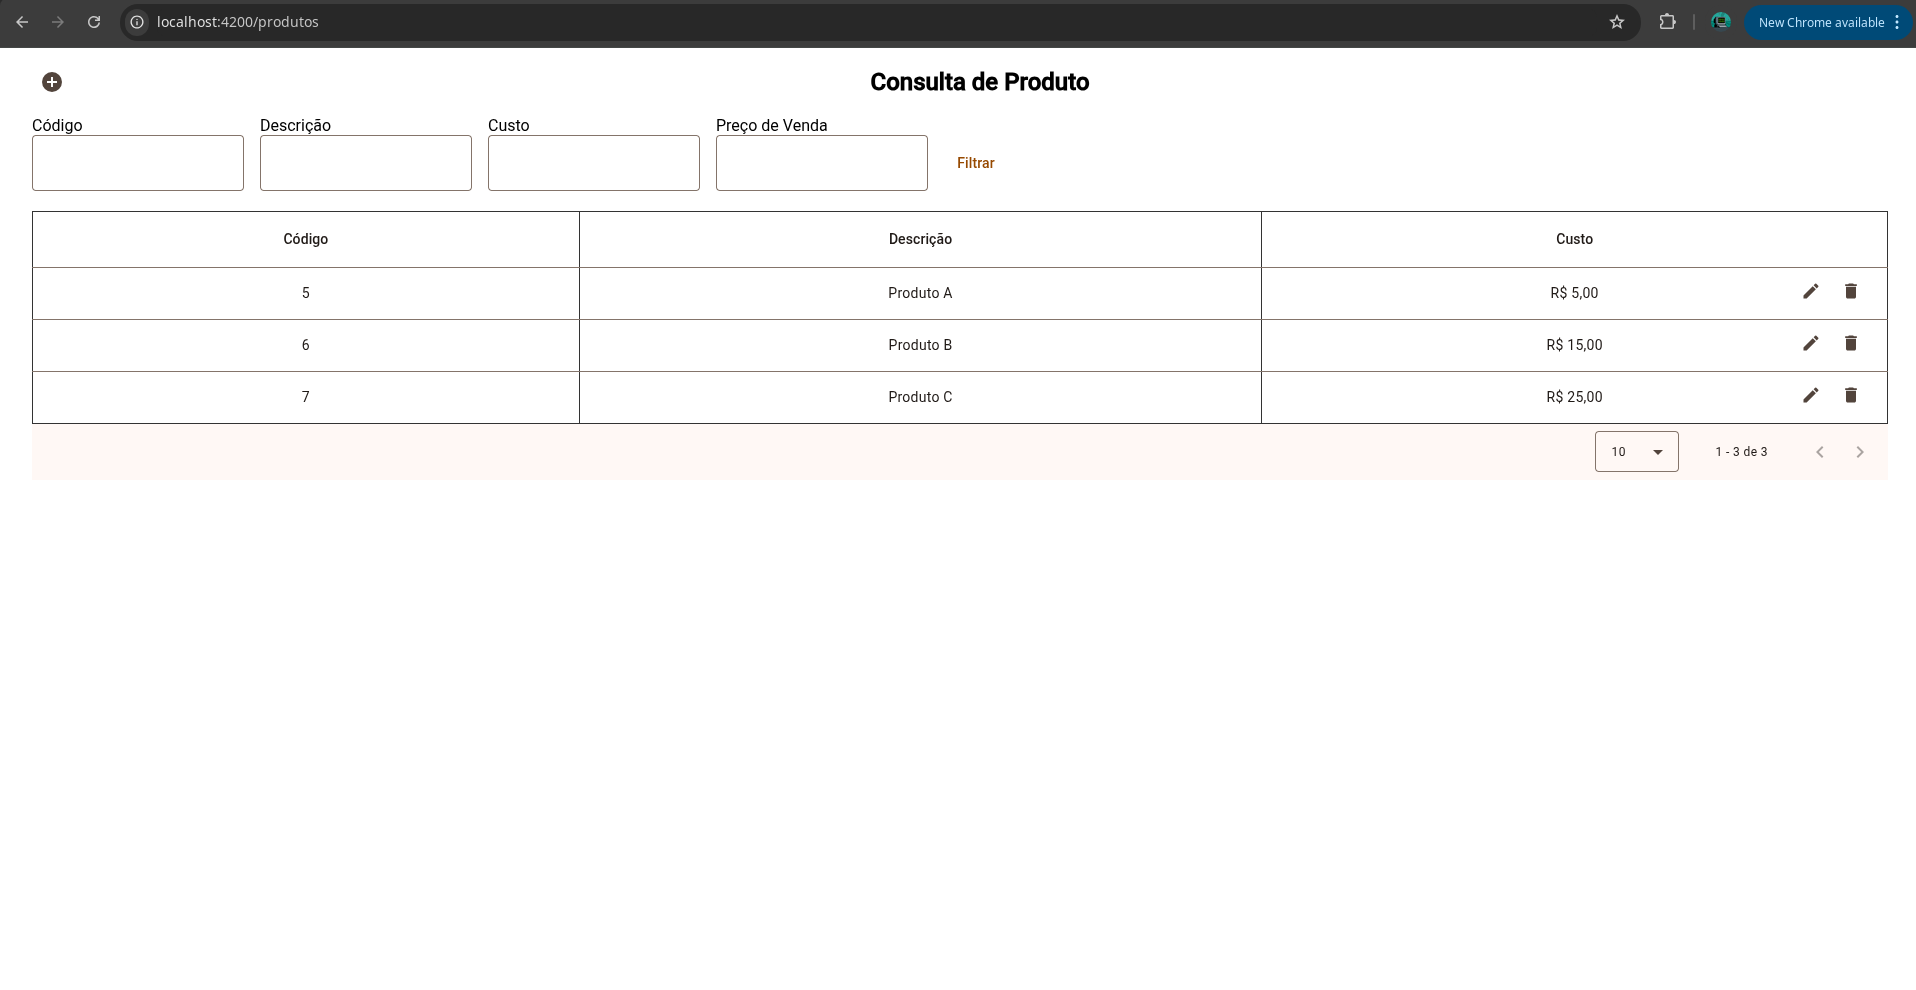 localhost:4200/produtos
New Chrome available
Consulta de Produto
Código Descrição Custo Preço de Venda
Filtrar
Código Descrição Custo
5 Produto A R$ 5,00
6 Produto B R$ 15,00
7 Produto C R$ 25,00
10 1 - 3 de 3